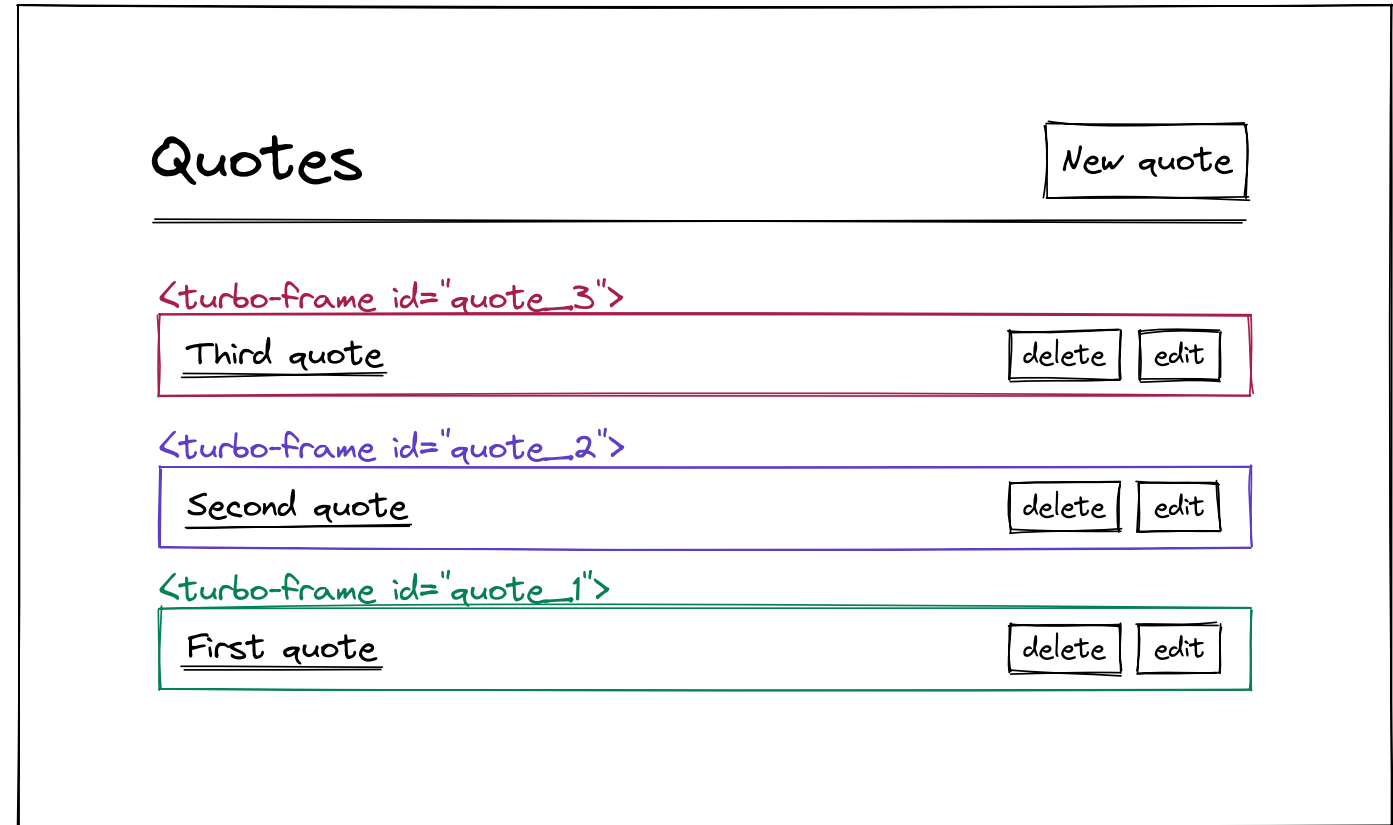 Quotes
New quote
<turbo-frame id="quote_3">
Third quote
delete
edit
<turbo-frame id="quote_2">
Second quote
delete
edit
<turbo-frame id="quote_1">
First quote
delete
edit